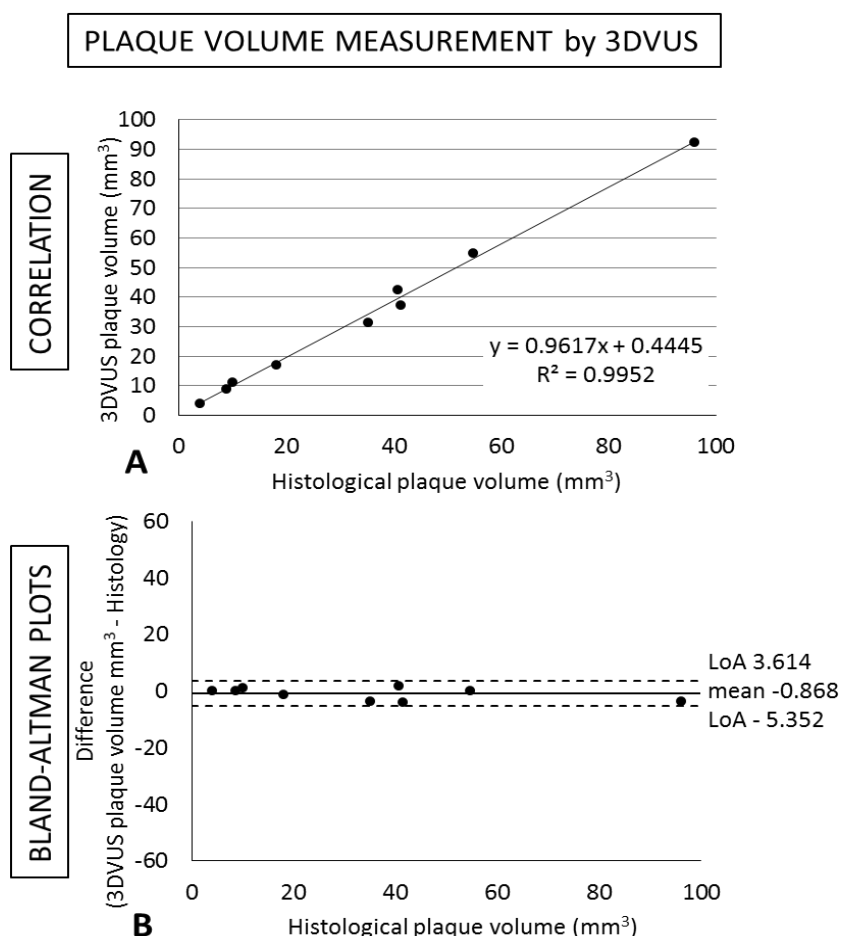 PLAQUE VOLUME MEASUREMENT by 3DVUS
CORRELATION
3DVUS plaque volume (mm³)
100
90
80
70
60
50
40
30
20
10
0
y = 0.9617x + 0.4445
R² = 0.9952
0 20 40 60 80 100
A
Histological plaque volume (mm³)
BLAND-ALTMAN PLOTS
Difference
(3DVUS plaque volume mm³ - Histology)
60
40
20
0
-20
-40
-60
LoA 3.614
mean -0.868
LoA - 5.352
0 20 40 60 80 100
B
Histological plaque volume (mm³)